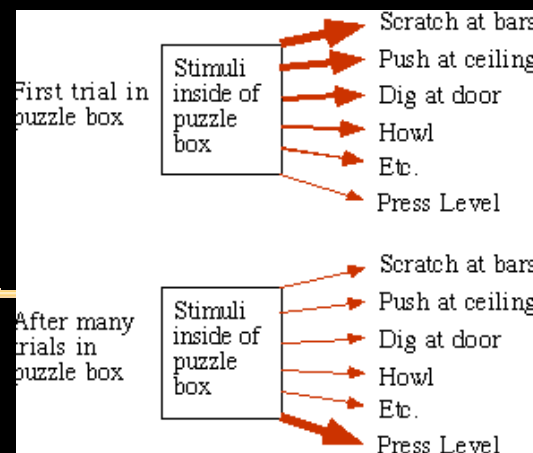 Scratch at bars
Push at ceiling
First trial in
puzzle box
Stimuli
inside of
puzzle
box
Dig at door
Howl
Etc.
Press Level
Scratch at bars
Push at ceiling
After many
trials in
puzzle box
Stimuli
inside of
puzzle
box
Dig at door
Howl
Etc.
Press Level